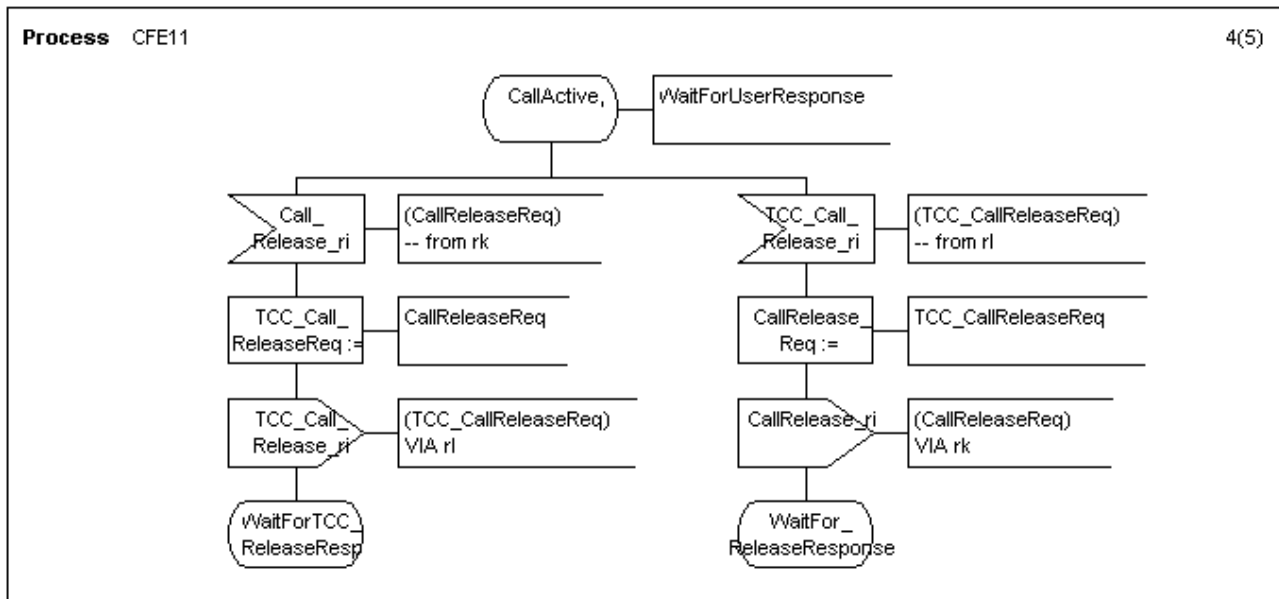 Process CFE11 4(5)
CallActive, WaitForUserResponse
Call_
Release_ri
(CallReleaseReq)
-- from rk
TCC_Call_
Release_ri
(TCC_CallReleaseReq)
-- from rl
TCC_Call_
ReleaseReq :=
CallReleaseReq
CallRelease_
Req :=
TCC_CallReleaseReq
TCC_Call_
Release_ri
(TCC_CallReleaseReq)
VIA rl
CallRelease_ri
(CallReleaseReq)
VIA rk
WaitForTCC_
ReleaseResp
WaitFor_
ReleaseResponse